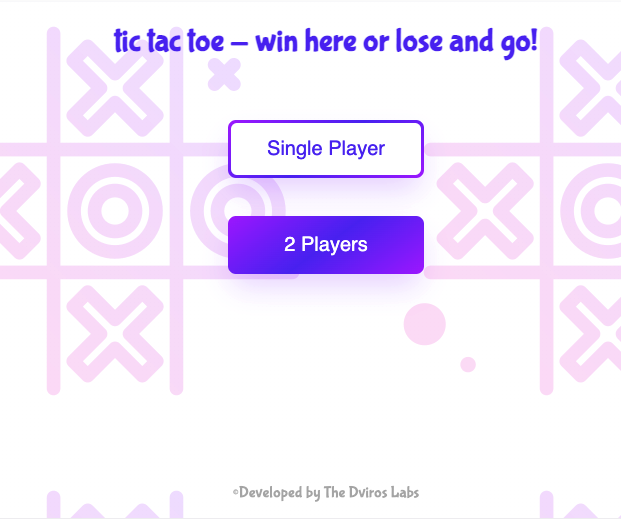 tic tac toe – win here or lose and go!
Single Player
2 Players
©Developed by The Dviros Labs